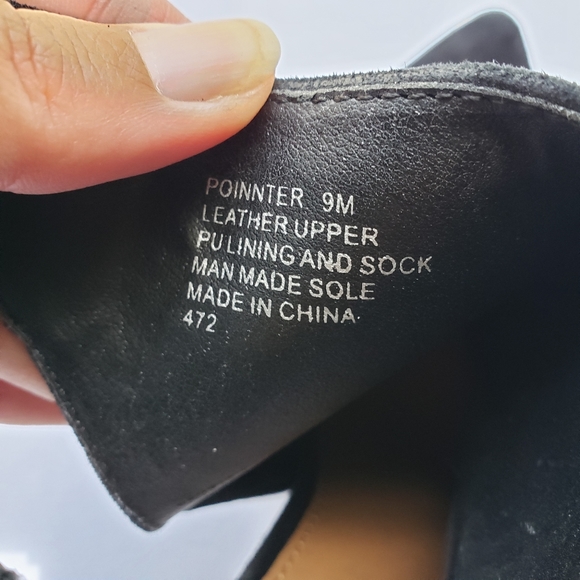 POINNTER 9M
LEATHER UPPER
PU LINING AND SOCK
MAN MADE SOLE
MADE IN CHINA
472